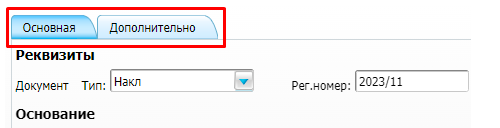 Основная Дополнительно
Реквизиты
Документ Тип: Накл Рег.номер: 2023/11
Основание